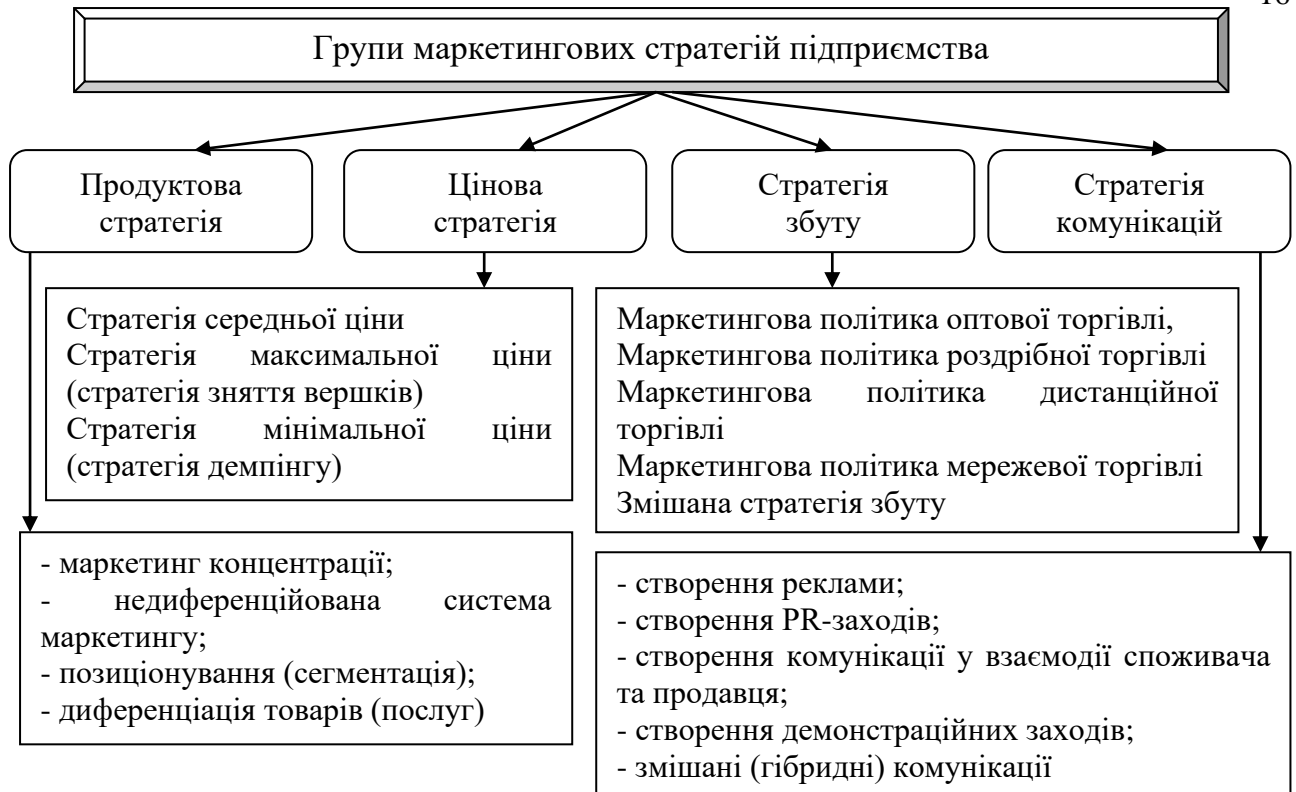 Групи маркетингових стратегій підприємства
Продуктова
стратегія
Цінова
стратегія
Стратегія
збуту
Стратегія
комунікацій
Стратегія середньої ціни
Стратегія максимальної ціни
(стратегія зняття вершків)
Стратегія мінімальної ціни
(стратегія демпінгу)
Маркетингова політика оптової торгівлі,
Маркетингова політика роздрібної торгівлі
Маркетингова політика дистанційної
торгівлі
Маркетингова політика мережевої торгівлі
Змішана стратегія збуту
- маркетинг концентрації;
- недиференційована система
маркетингу;
- позиціонування (сегментація);
- диференціація товарів (послуг)
- створення реклами;
- створення PR-заходів;
- створення комунікації у взаємодії споживача
та продавця;
- створення демонстраційних заходів;
- змішані (гібридні) комунікації